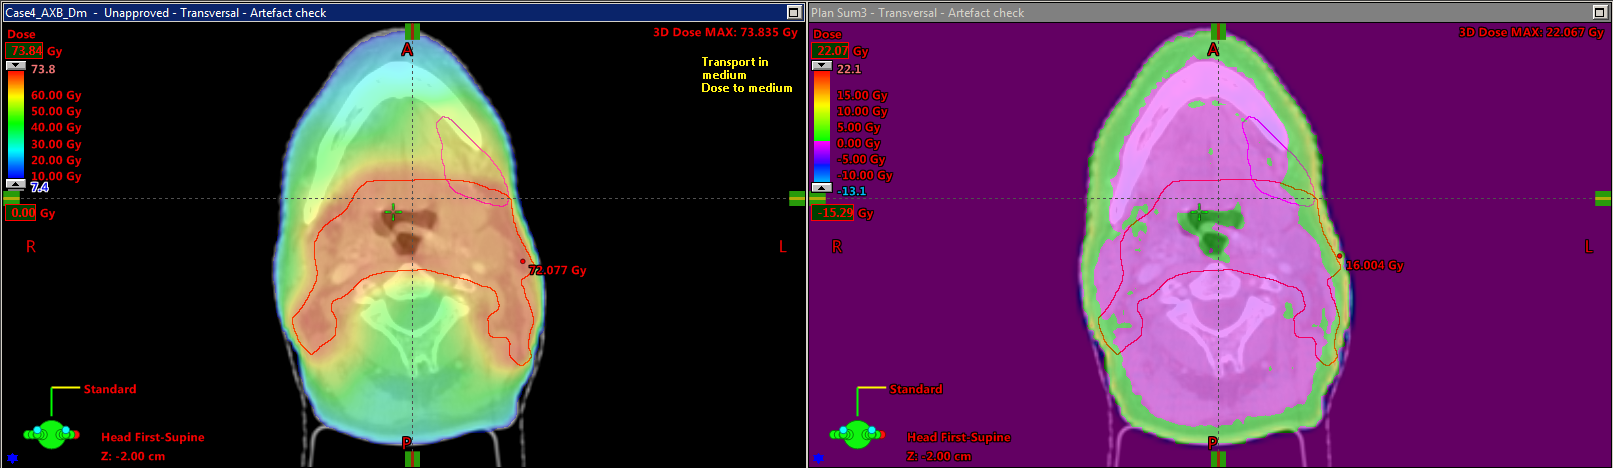 Case4_AXB_Dm - Unapproved - Transversal - Artefact check
Dose
73.84 Gy
73.8
60.00 Gy
50.00 Gy
40.00 Gy
30.00 Gy
20.00 Gy
10.00 Gy
7.4
0.00 Gy
3D Dose MAX: 73.835 Gy
Transport in
medium
Dose to medium
A
R
L
72.077 Gy
P
Standard
Head First-Supine
Z: -2.00 cm
Plan Sum3 - Transversal - Artefact check
Dose
22.07 Gy
22.1
15.00 Gy
10.00 Gy
5.00 Gy
0.00 Gy
-5.00 Gy
-10.00 Gy
-13.1
-15.29 Gy
3D Dose MAX: 22.067 Gy
A
R
L
16.004 Gy
P
Standard
Head First-Supine
Z: -2.00 cm